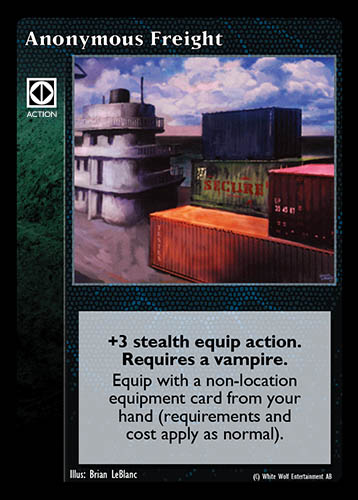 Anonymous Freight
ACTION
SECURE
+3 stealth equip action.
Requires a vampire.
Equip with a non-location
equipment card from your
hand (requirements and
cost apply as normal).
Illus: Brian LeBlanc
(C) White Wolf Entertainment AB